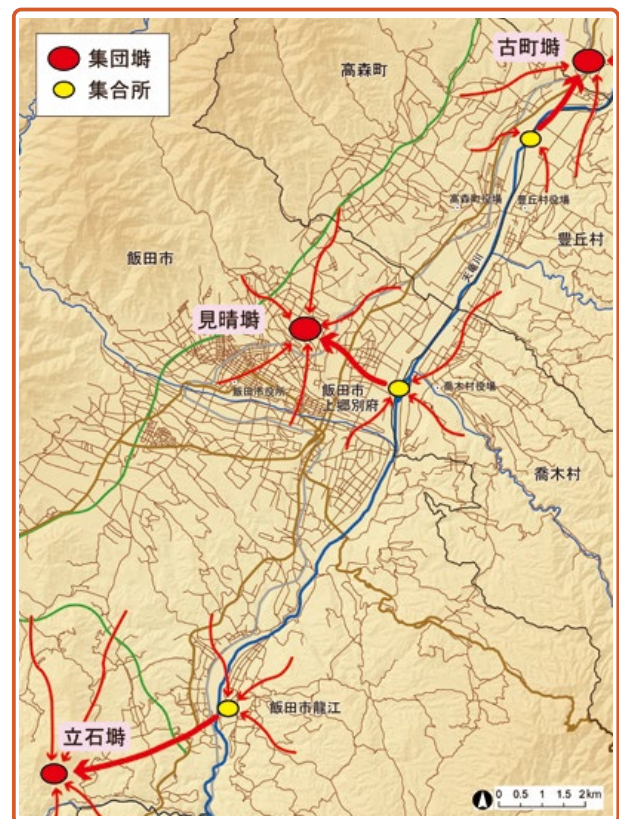 集団塒
集合所
古町塒
高森町
高森町役場
豊丘村役場
豊丘村
天竜川
飯田市
見晴塒
飯田市役所
飯田市
上郷別府
喬木村役場
喬木村
飯田市龍江
立石塒
0 0.5 1 1.5 2km